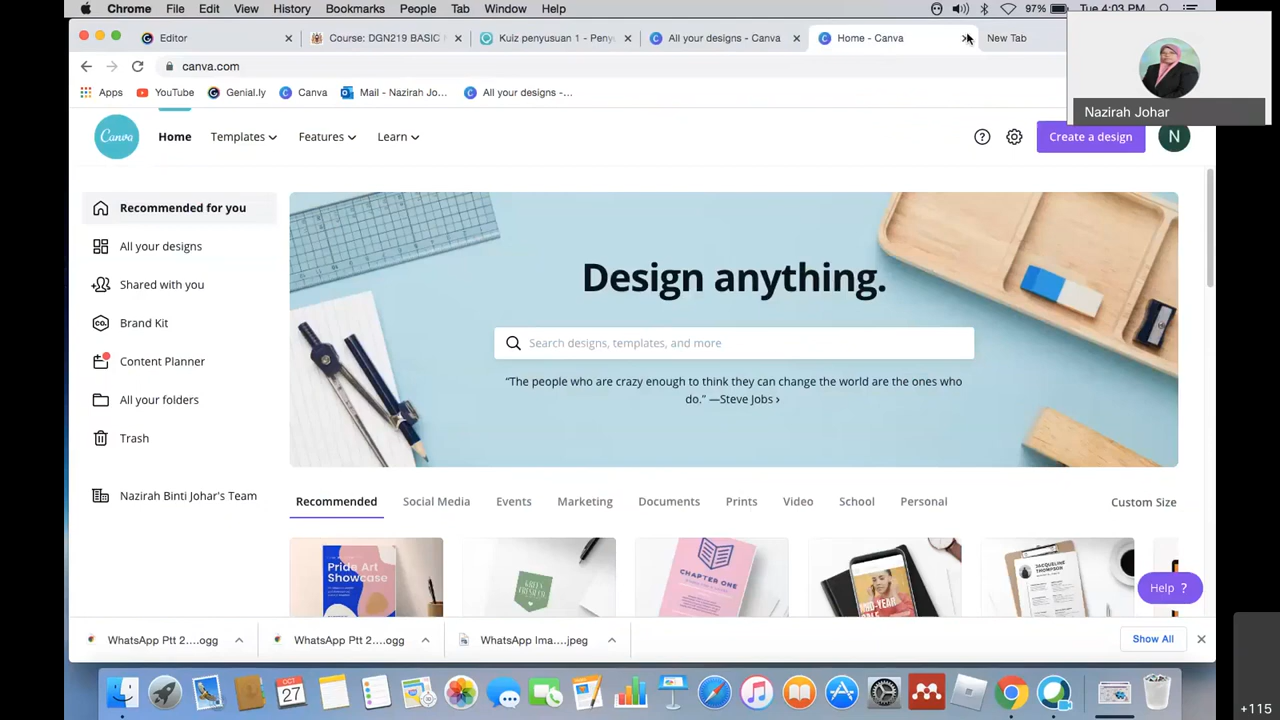 Chrome File Edit View History Bookmarks People Tab Window Help 97% Tue 4:03 PM
Editor Course: DGN219 BASIC Kuiz penyusuan 1 - Peny All your designs - Canva Home - Canva New Tab
canva.com
Apps YouTube Genial.ly Canva Mail - Nazirah Jo... All your designs -...
Nazirah Johar
Canva Home Templates Features Learn Create a design N
Recommended for you
All your designs
Shared with you
Brand Kit
Content Planner
All your folders
Trash
Nazirah Binti Johar's Team
Design anything.
Search designs, templates, and more
“The people who are crazy enough to think they can change the world are the ones who
do.” —Steve Jobs ›
Recommended Social Media Events Marketing Documents Prints Video School Personal Custom Size
Pride Art
Showcase
CHAPTER ONE
JACQUELINE
THOMPSON
Help ?
WhatsApp Ptt 2....ogg WhatsApp Ptt 2....ogg WhatsApp Ima....jpeg Show All
OCT
27
+115